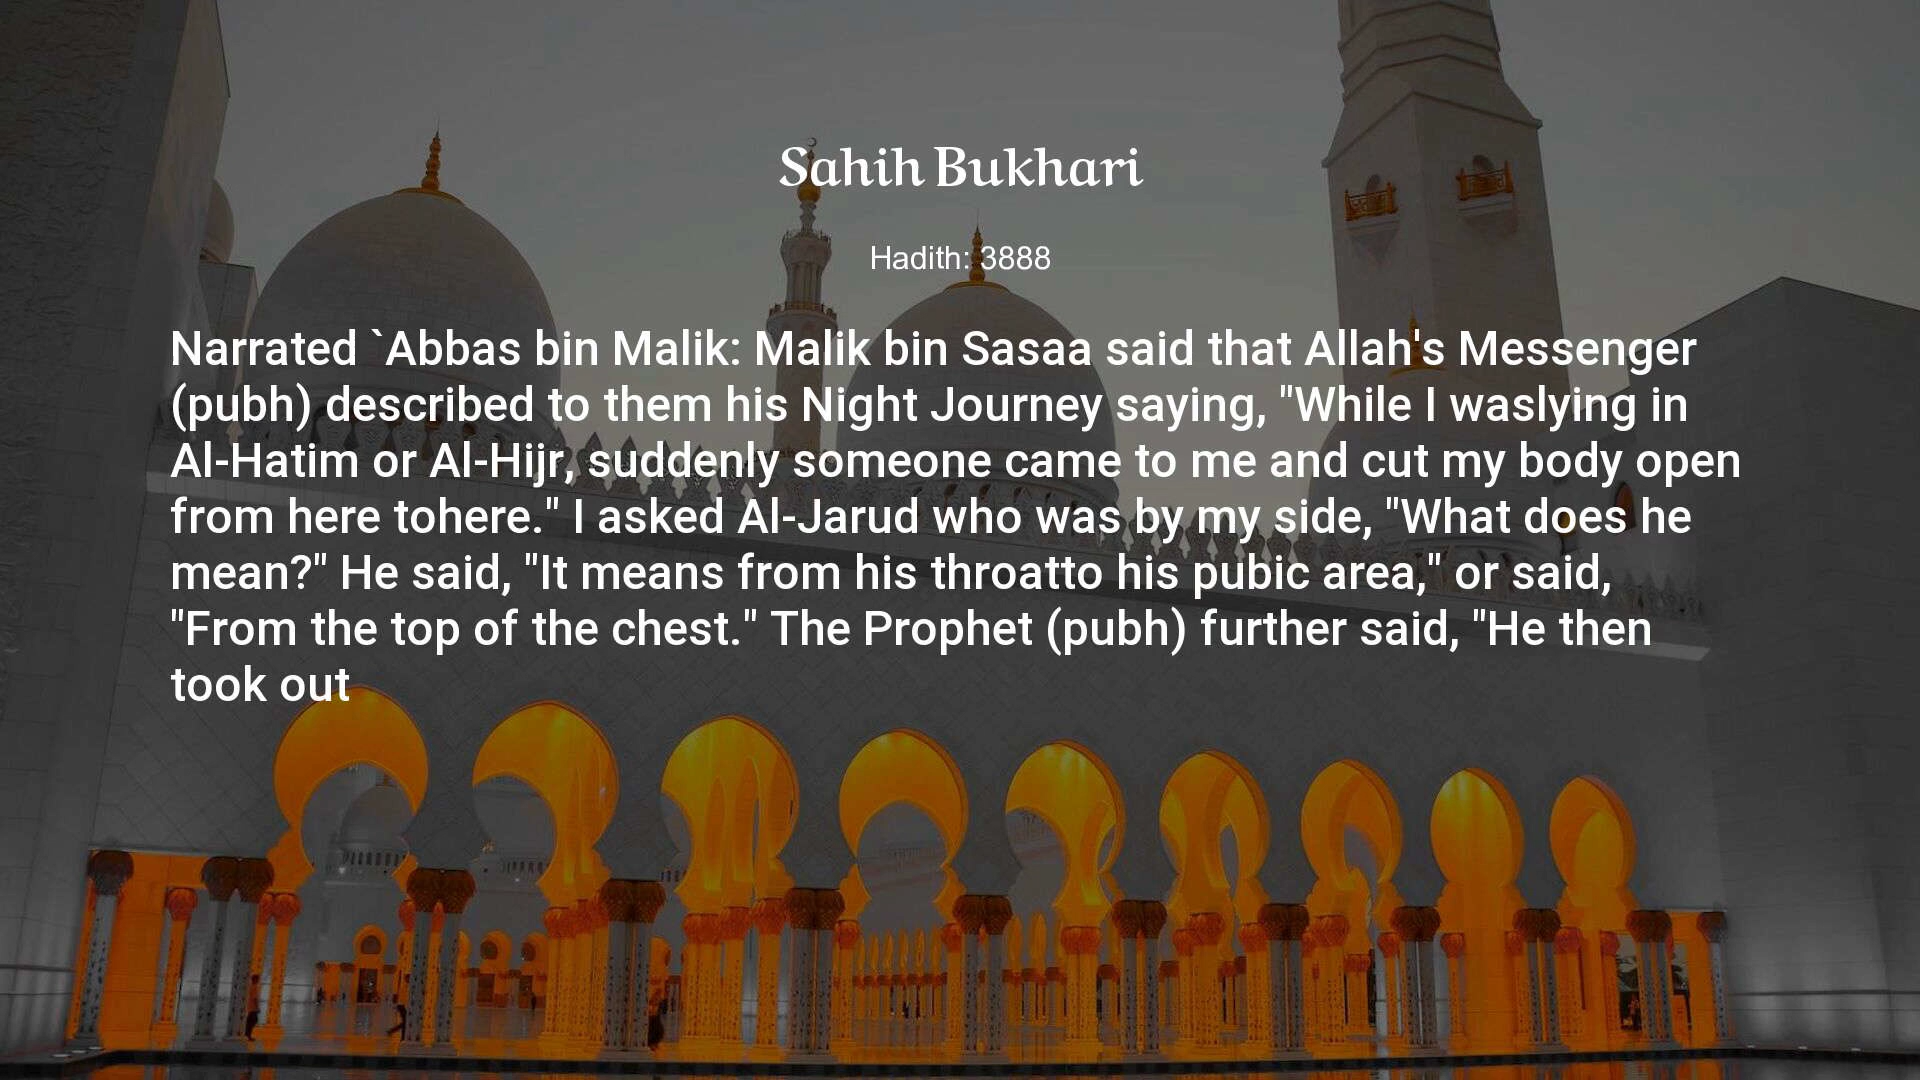 Sahih Bukhari
Hadith: 3888
Narrated `Abbas bin Malik: Malik bin Sasaa said that Allah's Messenger
(pubh) described to them his Night Journey saying, "While I waslying in
Al-Hatim or Al-Hijr, suddenly someone came to me and cut my body open
from here tohere." I asked Al-Jarud who was by my side, "What does he
mean?" He said, "It means from his throatto his pubic area," or said,
"From the top of the chest." The Prophet (pubh) further said, "He then
took out